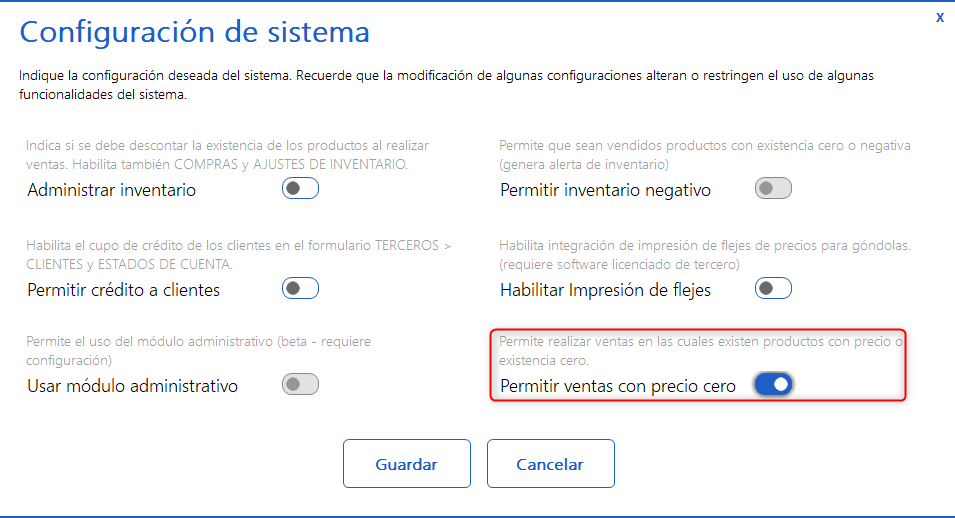 x
Configuración de sistema
Indique la configuración deseada del sistema. Recuerde que la modificación de algunas configuraciones alteran o restringen el uso de algunas
funcionalidades del sistema.
Indica si se debe descontar la existencia de los productos al realizar
ventas. Habilita también COMPRAS y AJUSTES DE INVENTARIO.
Administrar inventario
Permite que sean vendidos productos con existencia cero o negativa
(genera alerta de inventario)
Permitir inventario negativo
Habilita el cupo de crédito de los clientes en el formulario TERCEROS >
CLIENTES y ESTADOS DE CUENTA.
Permitir crédito a clientes
Habilita integración de impresión de flejes de precios para góndolas.
(requiere software licenciado de tercero)
Habilitar Impresión de flejes
Permite el uso del módulo administrativo (beta - requiere
configuración)
Usar módulo administrativo
Permite realizar ventas en las cuales existen productos con precio o
existencia cero.
Permitir ventas con precio cero
Guardar
Cancelar